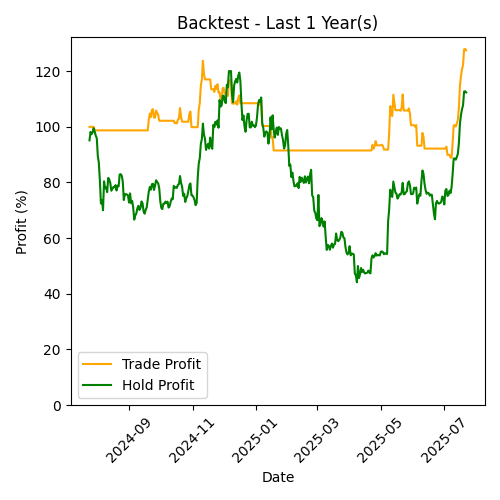 Backtest - Last 1 Year(s)
Profit (%)
120
100
80
60
40
20
0
Trade Profit
Hold Profit
2024-09
2024-11
2025-01
2025-03
2025-05
2025-07
Date